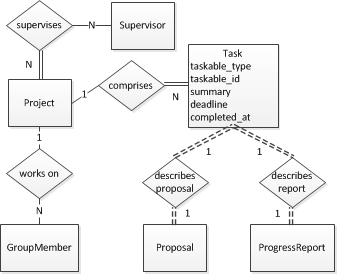 supervises
N
Supervisor
N
Project
1
comprises
N
Task
taskable_type
taskable_id
summary
deadline
completed_at
1
works on
N
GroupMember
1
1
describes
proposal
describes
report
1
1
Proposal
ProgressReport